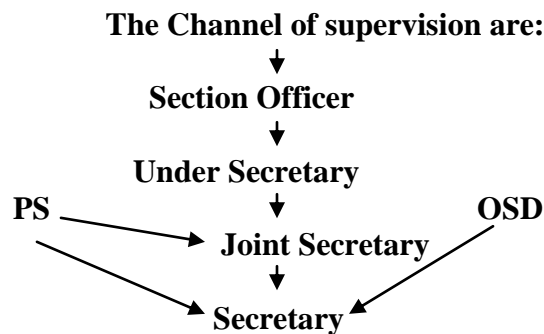 The Channel of supervision are:
Section Officer
Under Secretary
PS OSD
Joint Secretary
Secretary